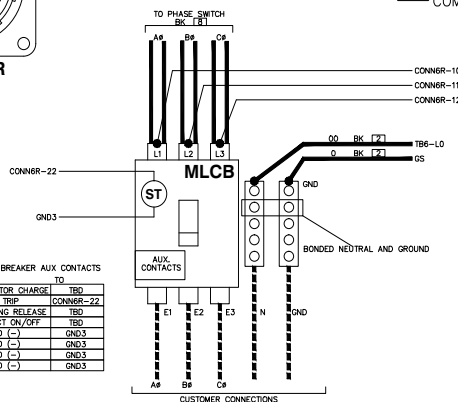 COM
TO PHASE SWITCH
BK 8
AØ BØ CØ
R
CONN6R-10
CONN6R-11
CONN6R-12
L1 L2 L3
00 BK 2 TB6-L0
0 BK 2 GS
MLCB
CONN6R-22
ST
GND
GND3
BONDED NEUTRAL AND GROUND
AUX.
CONTACTS
BREAKER AUX CONTACTS
TO
TOR CHARGE TBD
TRIP CONN6R-22
NG RELEASE TBD
CT ON/OFF TBD
D (-) GND3
D (-) GND3
D (-) GND3
D (-) GND3
E1 E2 E3 N GND
AØ BØ CØ
CUSTOMER CONNECTIONS